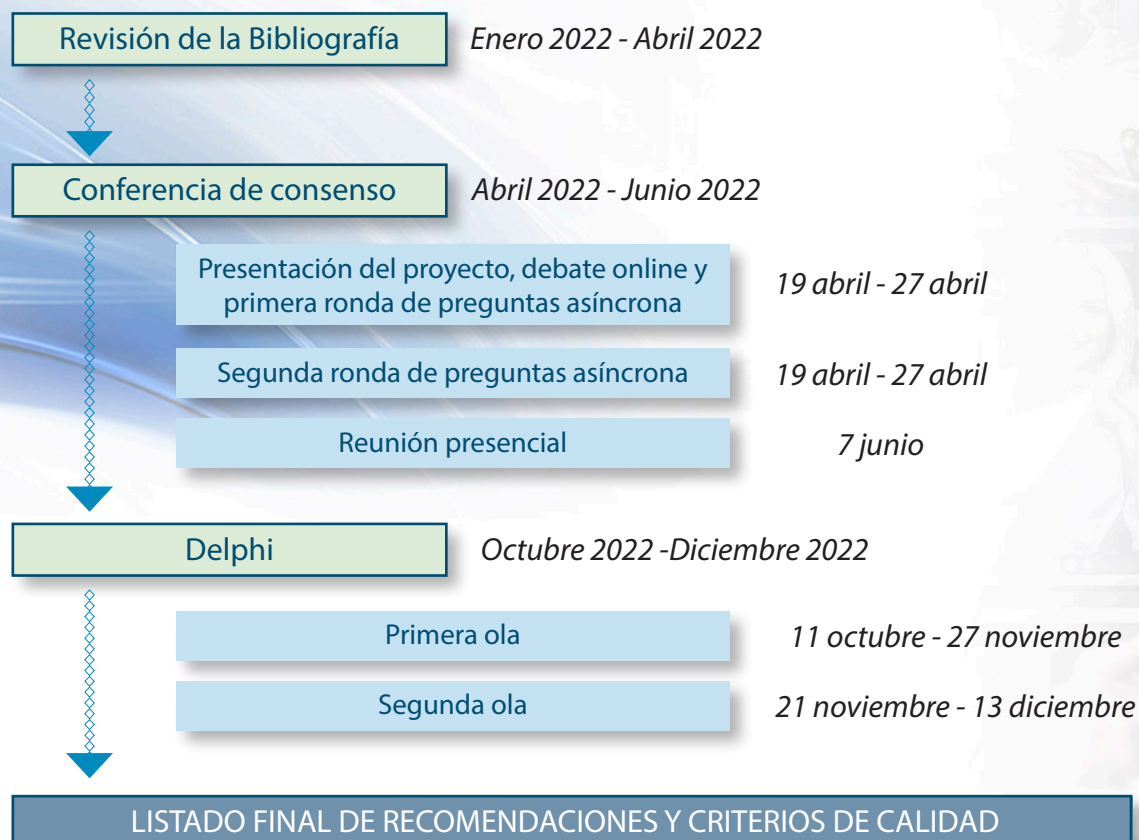 Revisión de la Bibliografía
Enero 2022 - Abril 2022
Conferencia de consenso
Abril 2022 - Junio 2022
Presentación del proyecto, debate online y
primera ronda de preguntas asíncrona
19 abril - 27 abril
Segunda ronda de preguntas asíncrona
19 abril - 27 abril
Reunión presencial
7 junio
Delphi
Octubre 2022 -Diciembre 2022
Primera ola
11 octubre - 27 noviembre
Segunda ola
21 noviembre - 13 diciembre
LISTADO FINAL DE RECOMENDACIONES Y CRITERIOS DE CALIDAD